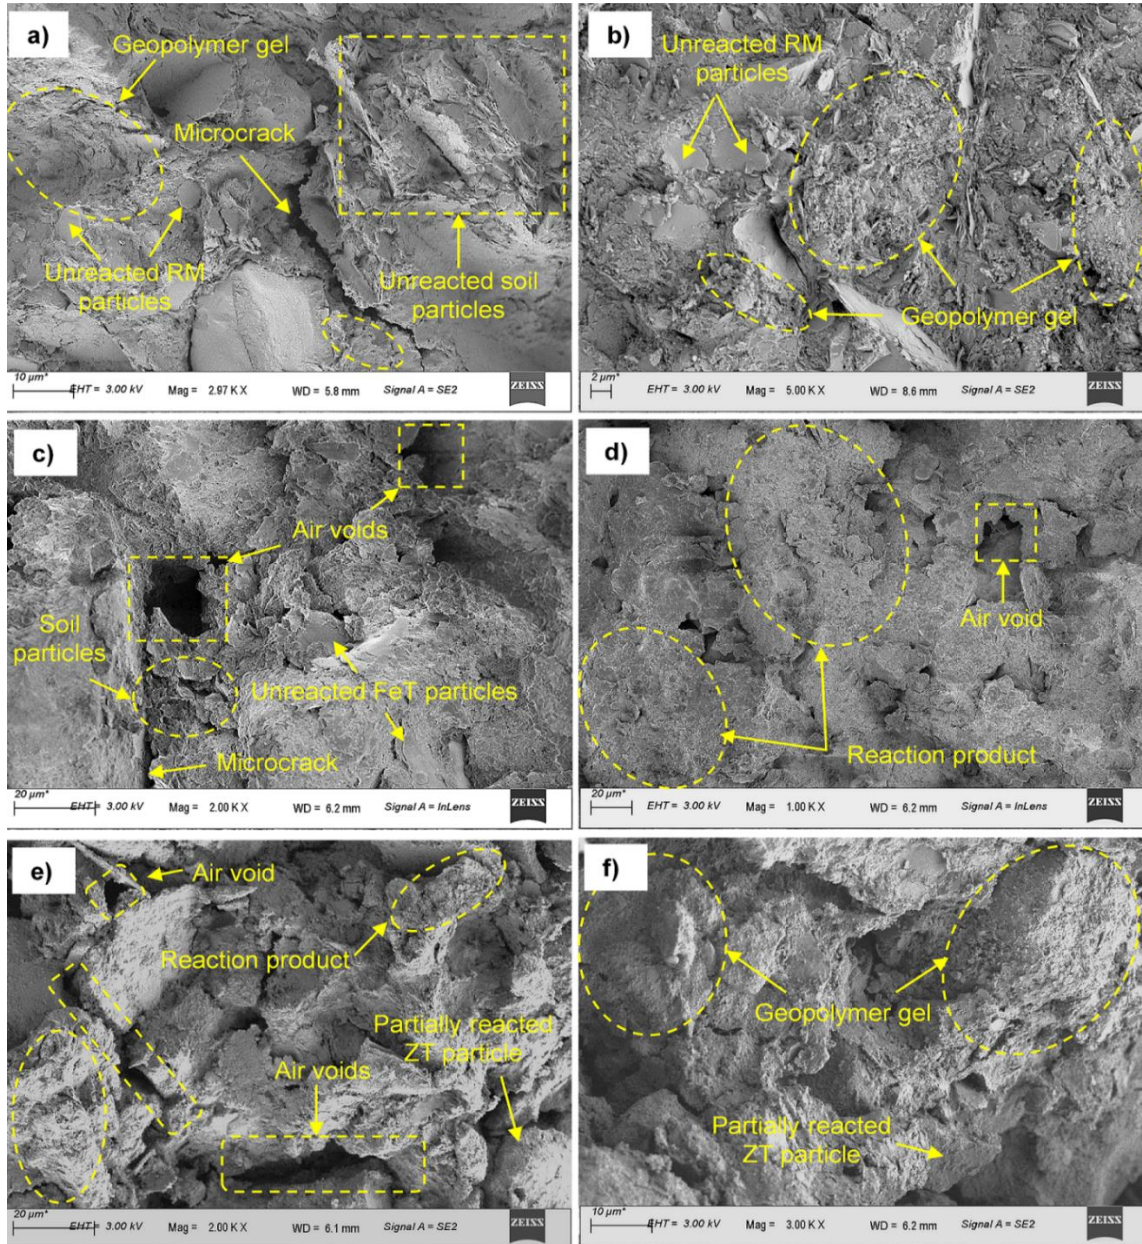 a)
Geopolymer gel
Microcrack
Unreacted RM
particles
Unreacted soil
particles
10 µm*
EHT = 3.00 kV Mag = 2.97 K X WD = 5.8 mm Signal A = SE2
ZEISS
b)
Unreacted RM
particles
Geopolymer gel
2 µm*
EHT = 3.00 kV Mag = 5.00 K X WD = 8.6 mm Signal A = SE2
ZEISS
c)
Air voids
Soil
particles
Unreacted FeT particles
Microcrack
20 µm*
EHT = 3.00 kV Mag = 2.00 K X WD = 6.2 mm Signal A = InLens
ZEISS
d)
Air void
Reaction product
20 µm*
EHT = 3.00 kV Mag = 1.00 K X WD = 6.2 mm Signal A = InLens
ZEISS
e)
Air void
Reaction product
Partially reacted
ZT particle
Air voids
20 µm*
EHT = 3.00 kV Mag = 2.00 K X WD = 6.1 mm Signal A = SE2
ZEISS
f)
Geopolymer gel
Partially reacted
ZT particle
10 µm*
EHT = 3.00 kV Mag = 3.00 K X WD = 6.2 mm Signal A = SE2
ZEISS